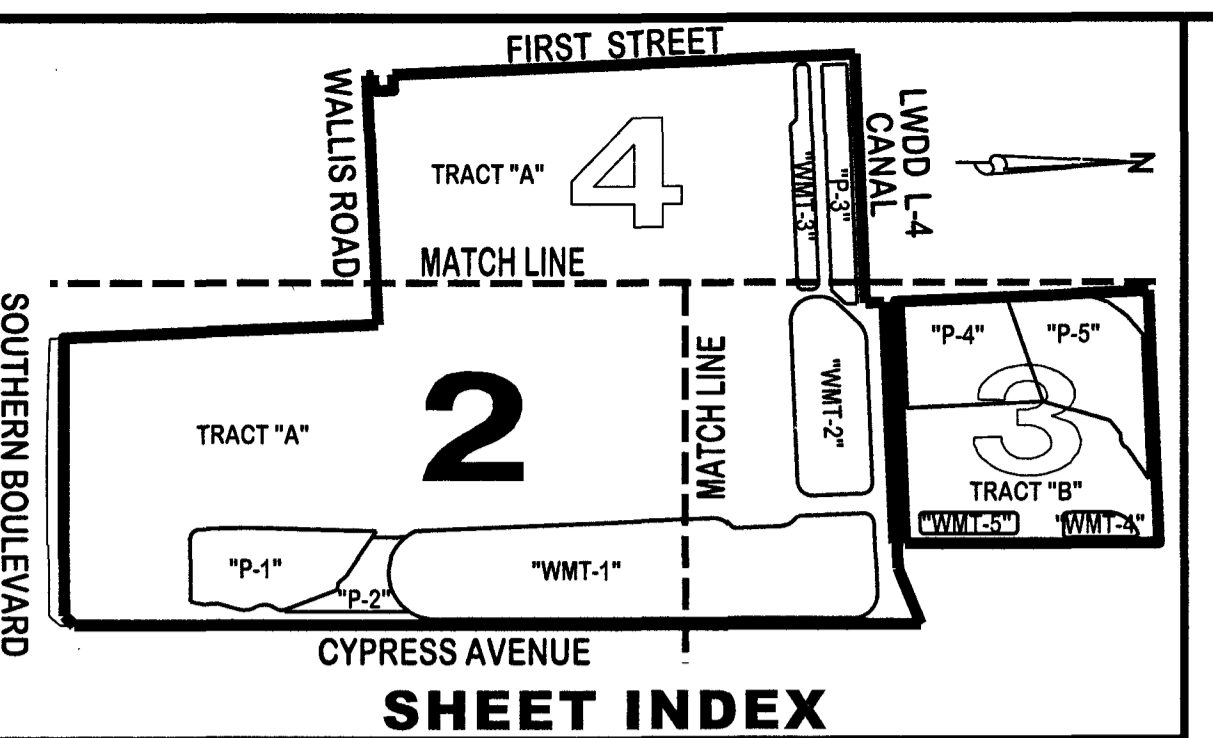 FIRST STREET
WALLIS ROAD
LWDD L-4
CANAL
N
TRACT "A"
4
"WMT-3"
"P-3"
MATCH LINE
SOUTHERN BOULEVARD
TRACT "A"
2
MATCH LINE
"WMT-2"
"P-4"
"P-5"
3
TRACT "B"
"WMT-5"
"WMT-4"
"P-1"
"P-2"
"WMT-1"
CYPRESS AVENUE
SHEET INDEX